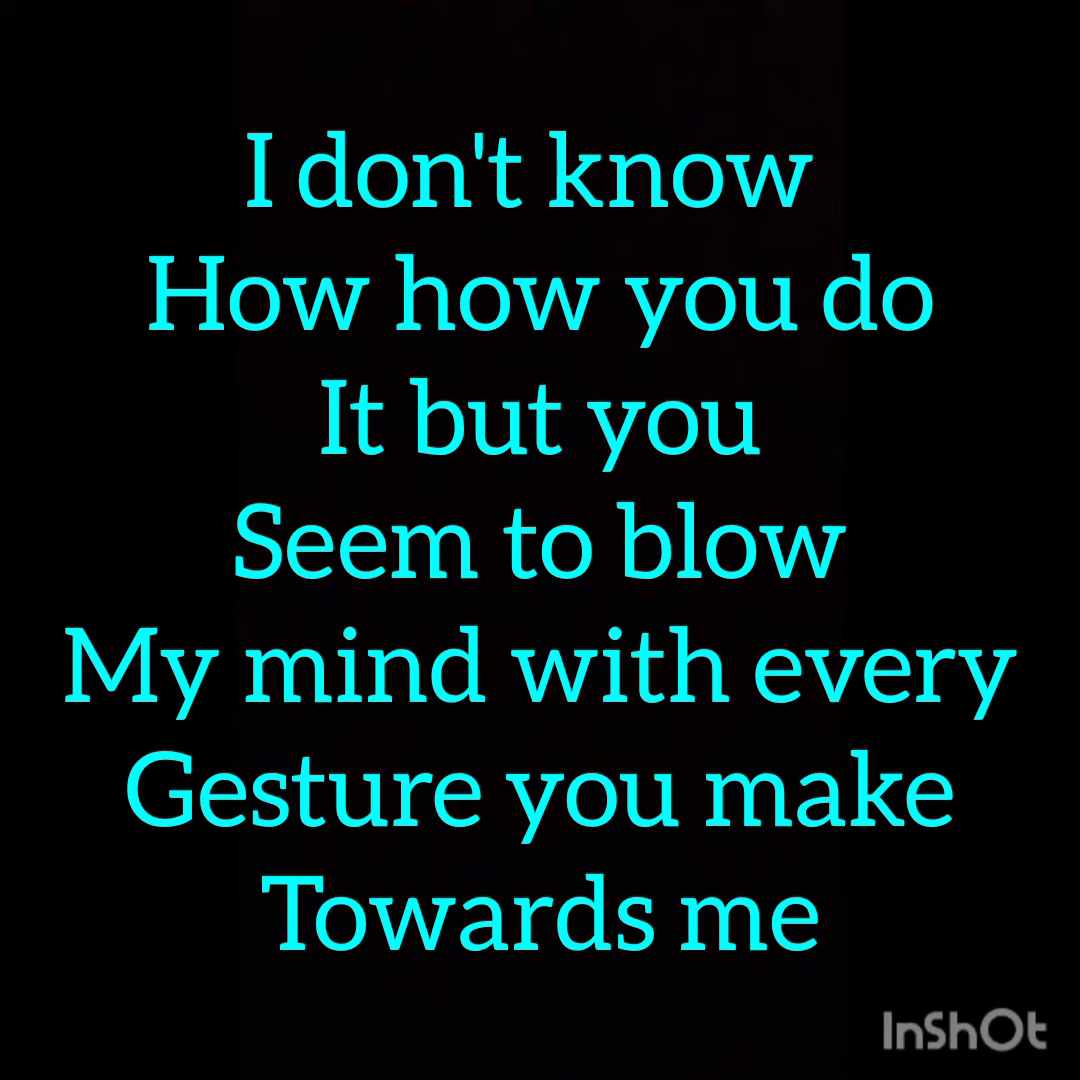 I don't know
How how you do
It but you
Seem to blow
My mind with every
Gesture you make
Towards me
InShOt